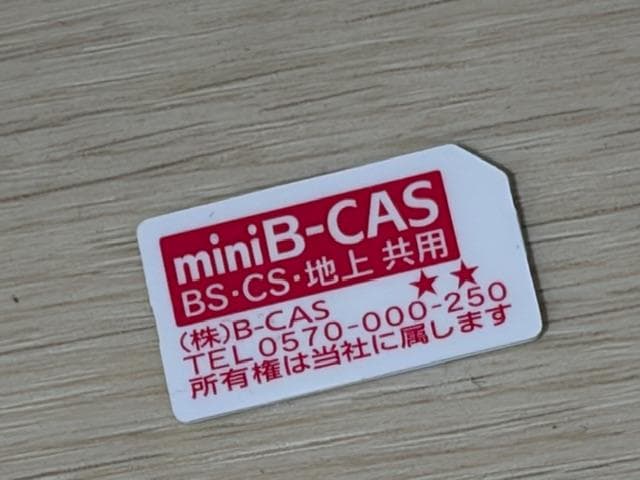 miniB-CAS
BS・CS・地上 共用
★★
(株)B-CAS
TEL 0570-000-250
所有権は当社に属します